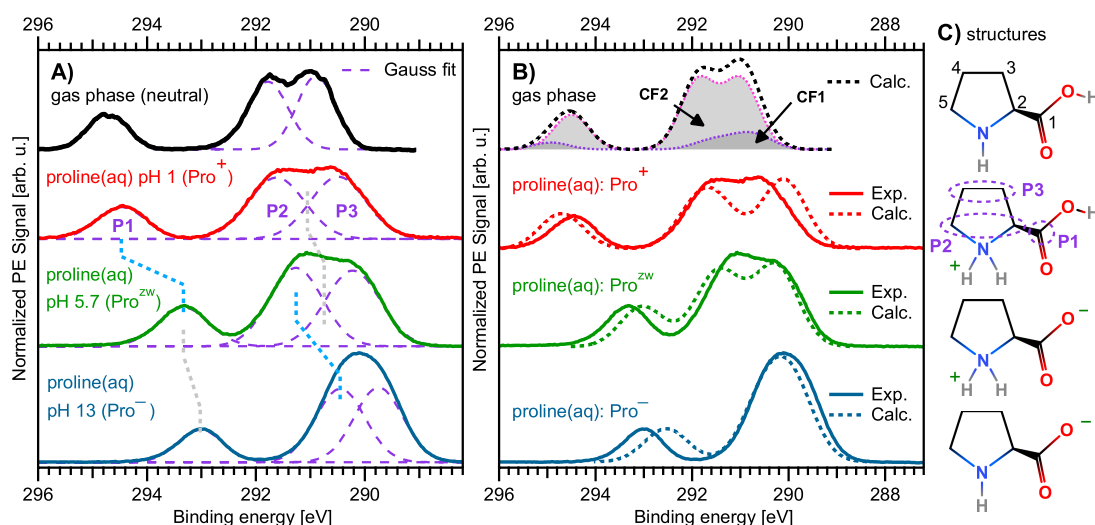 296 294 292 290
A)
Gauss fit
gas phase (neutral)
proline(aq) pH 1 (Pro+)
P1
P2
P3
proline(aq)
pH 5.7 (Prozw)
proline(aq)
pH 13 (Pro−)
Normalized PE Signal [arb. u.]
296 294 292 290
Binding energy [eV]
296 294 292 290 288
B)
Calc.
gas phase
CF2
CF1
proline(aq): Pro+
Exp.
Calc.
proline(aq): Prozw
Exp.
Calc.
proline(aq): Pro−
Exp.
Calc.
Normalized PE Signal [arb. u.]
296 294 292 290 288
Binding energy [eV]
C) structures
4 3
O H
5 2
1
N O
H
P3
O H
P2 P1
N O
+ H H
O −
N O
+ H H
O −
N O
H